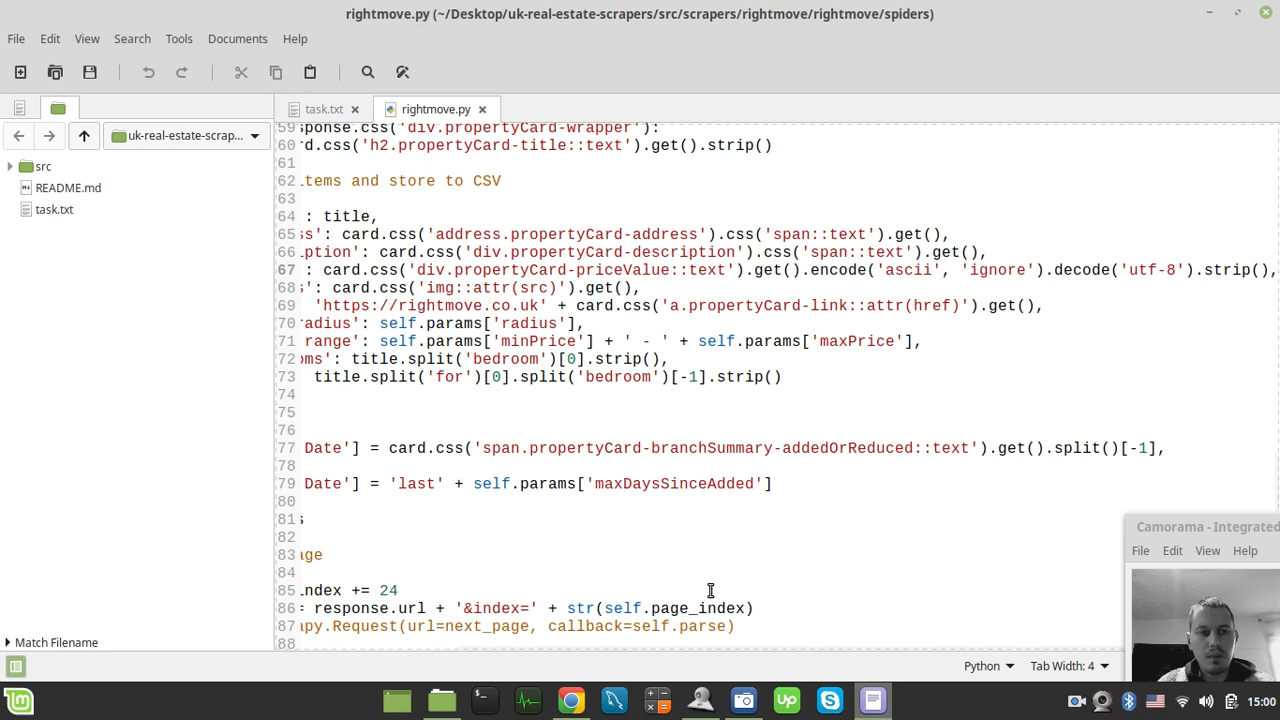 rightmove.py (~/Desktop/uk-real-estate-scrapers/src/scrapers/rightmove/rightmove/spiders)
File Edit View Search Tools Documents Help
task.txt
rightmove.py
uk-real-estate-scrap...
src
README.md
task.txt
59 sponse.css('div.propertyCard-wrapper'):
60 rd.css('h2.propertyCard-title::text').get().strip()
61
62 items and store to CSV
63
64 : title,
65 ss': card.css('address.propertyCard-address').css('span::text').get(),
66 iption': card.css('div.propertyCard-description').css('span::text').get(),
67 : card.css('div.propertyCard-priceValue::text').get().encode('ascii', 'ignore').decode('utf-8').strip(),
68 s': card.css('img::attr(src)').get(),
69 'https://rightmove.co.uk' + card.css('a.propertyCard-link::attr(href)').get(),
70 radius': self.params['radius'],
71 range': self.params['minPrice'] + ' - ' + self.params['maxPrice'],
72 oms': title.split('bedroom')[0].strip(),
73 title.split('for')[0].split('bedroom')[-1].strip()
74
75
76
77 Date'] = card.css('span.propertyCard-branchSummary-addedOrReduced::text').get().split()[-1],
78
79 Date'] = 'last' + self.params['maxDaysSinceAdded']
80
81 s
82
83 age
84
85 index += 24
86 = response.url + '&index=' + str(self.page_index)
87 apy.Request(url=next_page, callback=self.parse)
88
Camorama - Integrated
File Edit View Help
Match Filename
Python
Tab Width: 4
Up
15:00